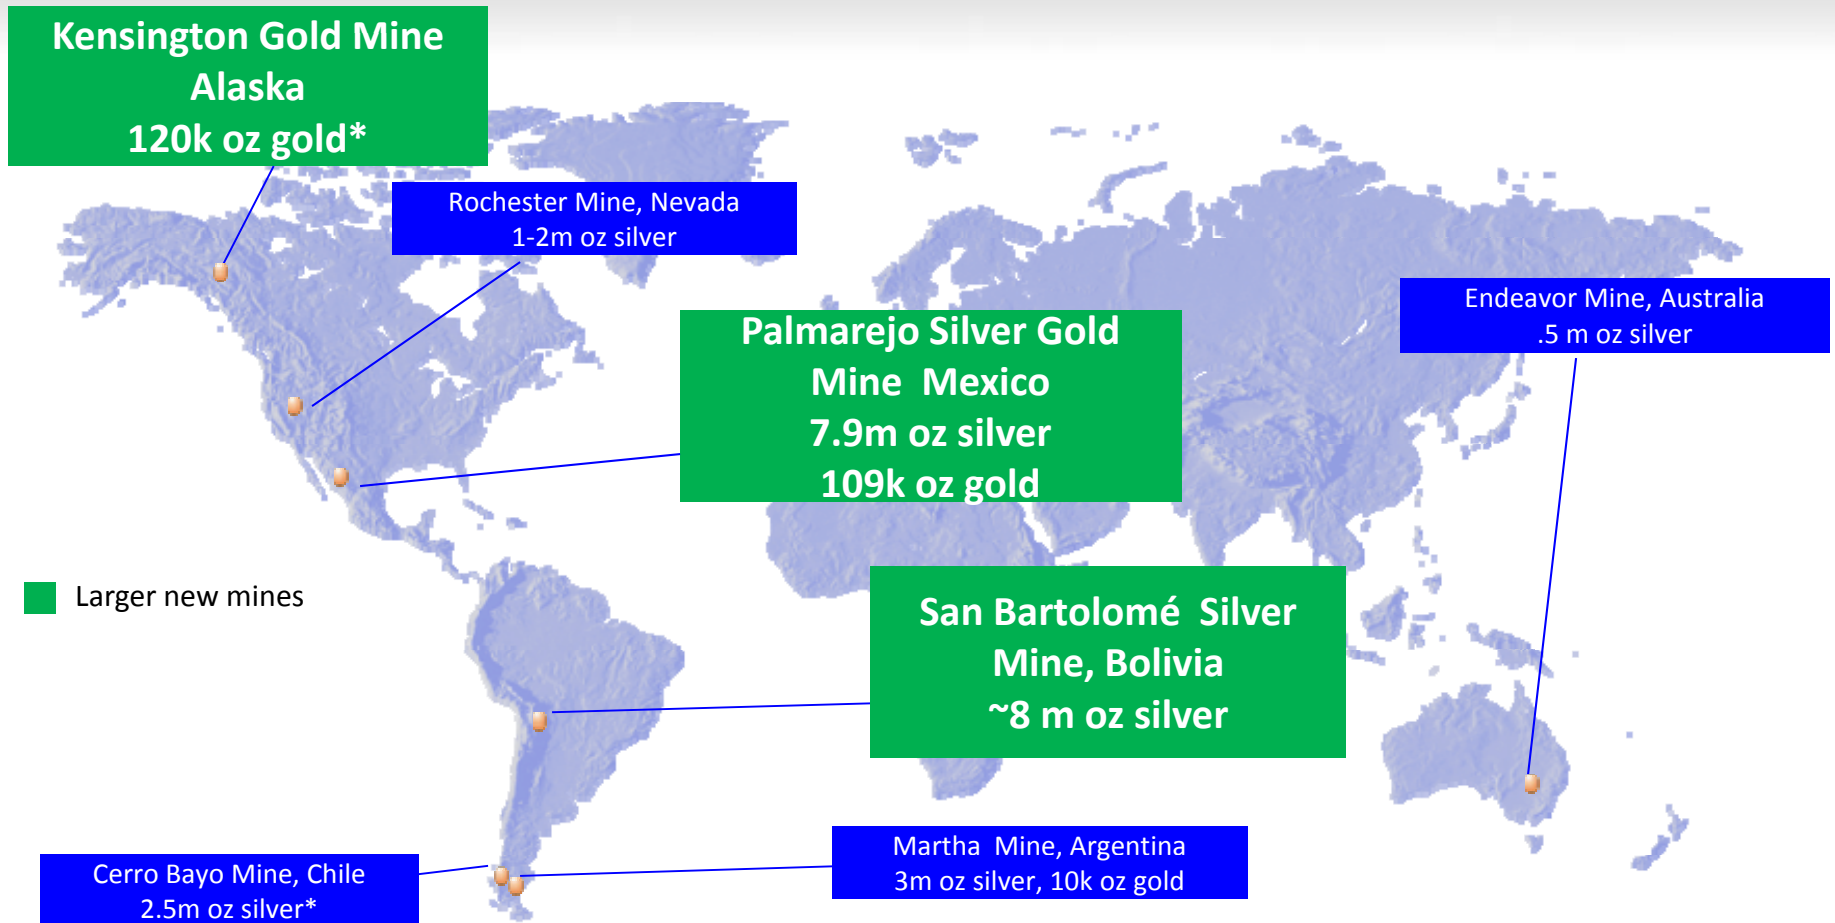 Kensington Gold Mine
Alaska
120k oz gold*
Rochester Mine, Nevada
1-2m oz silver
Endeavor Mine, Australia
.5 m oz silver
Palmarejo Silver Gold
Mine Mexico
7.9m oz silver
109k oz gold
Larger new mines
San Bartolomé Silver
Mine, Bolivia
~8 m oz silver
Martha Mine, Argentina
3m oz silver, 10k oz gold
Cerro Bayo Mine, Chile
2.5m oz silver*